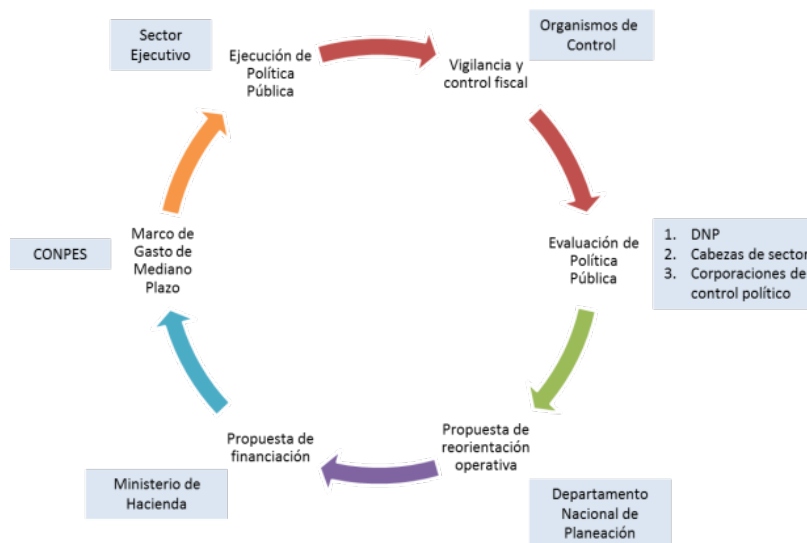 Sector
Ejecutivo
Ejecución de
Política
Pública
Organismos de
Control
Vigilancia y
control fiscal
Evaluación de
Política
Pública
1. DNP
2. Cabezas de sector
3. Corporaciones de
control político
Propuesta de
reorientación
operativa
Departamento
Nacional de
Planeación
Propuesta de
financiación
Ministerio de
Hacienda
Marco de
Gasto de
Mediano
Plazo
CONPES